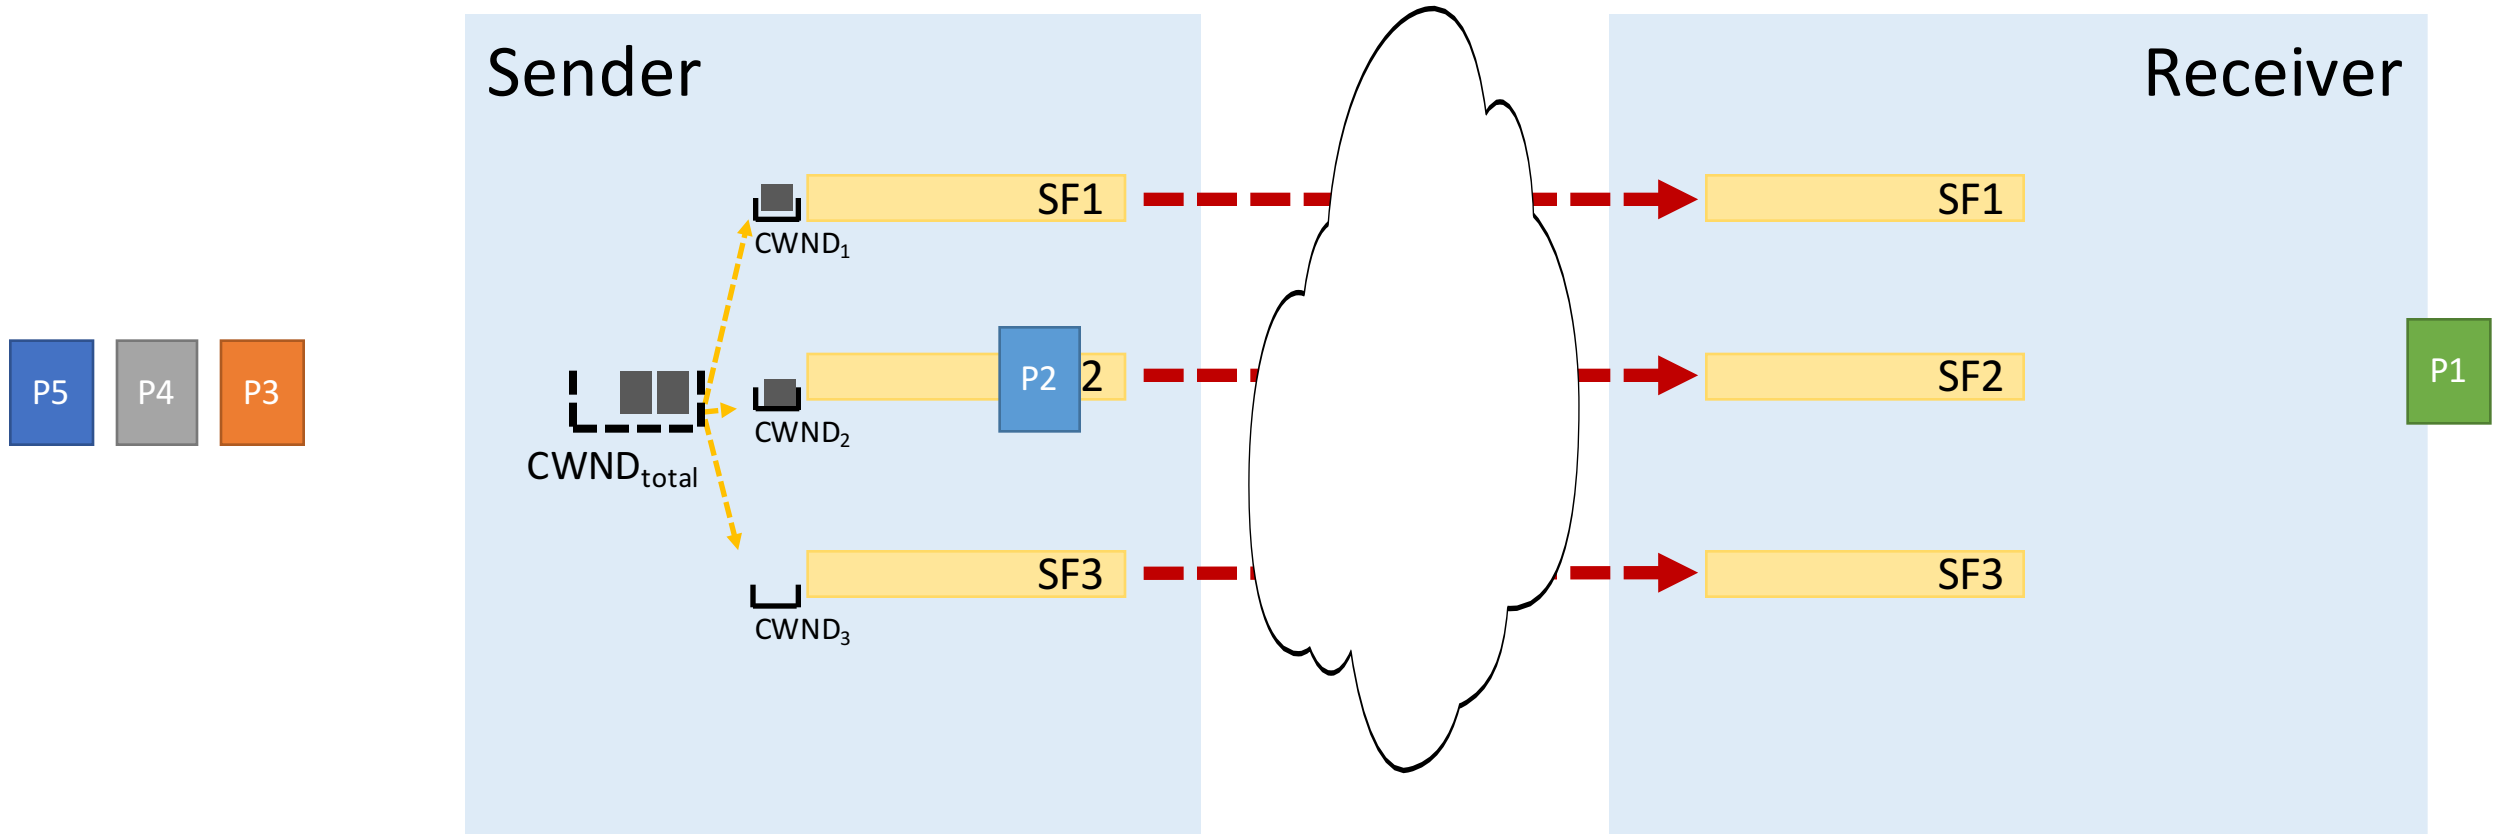 Sender
Receiver
SF1
SF1
CWND1
P5
P4
P3
P2
2
SF2
P1
CWND2
CWNDtotal
SF3
SF3
CWND3